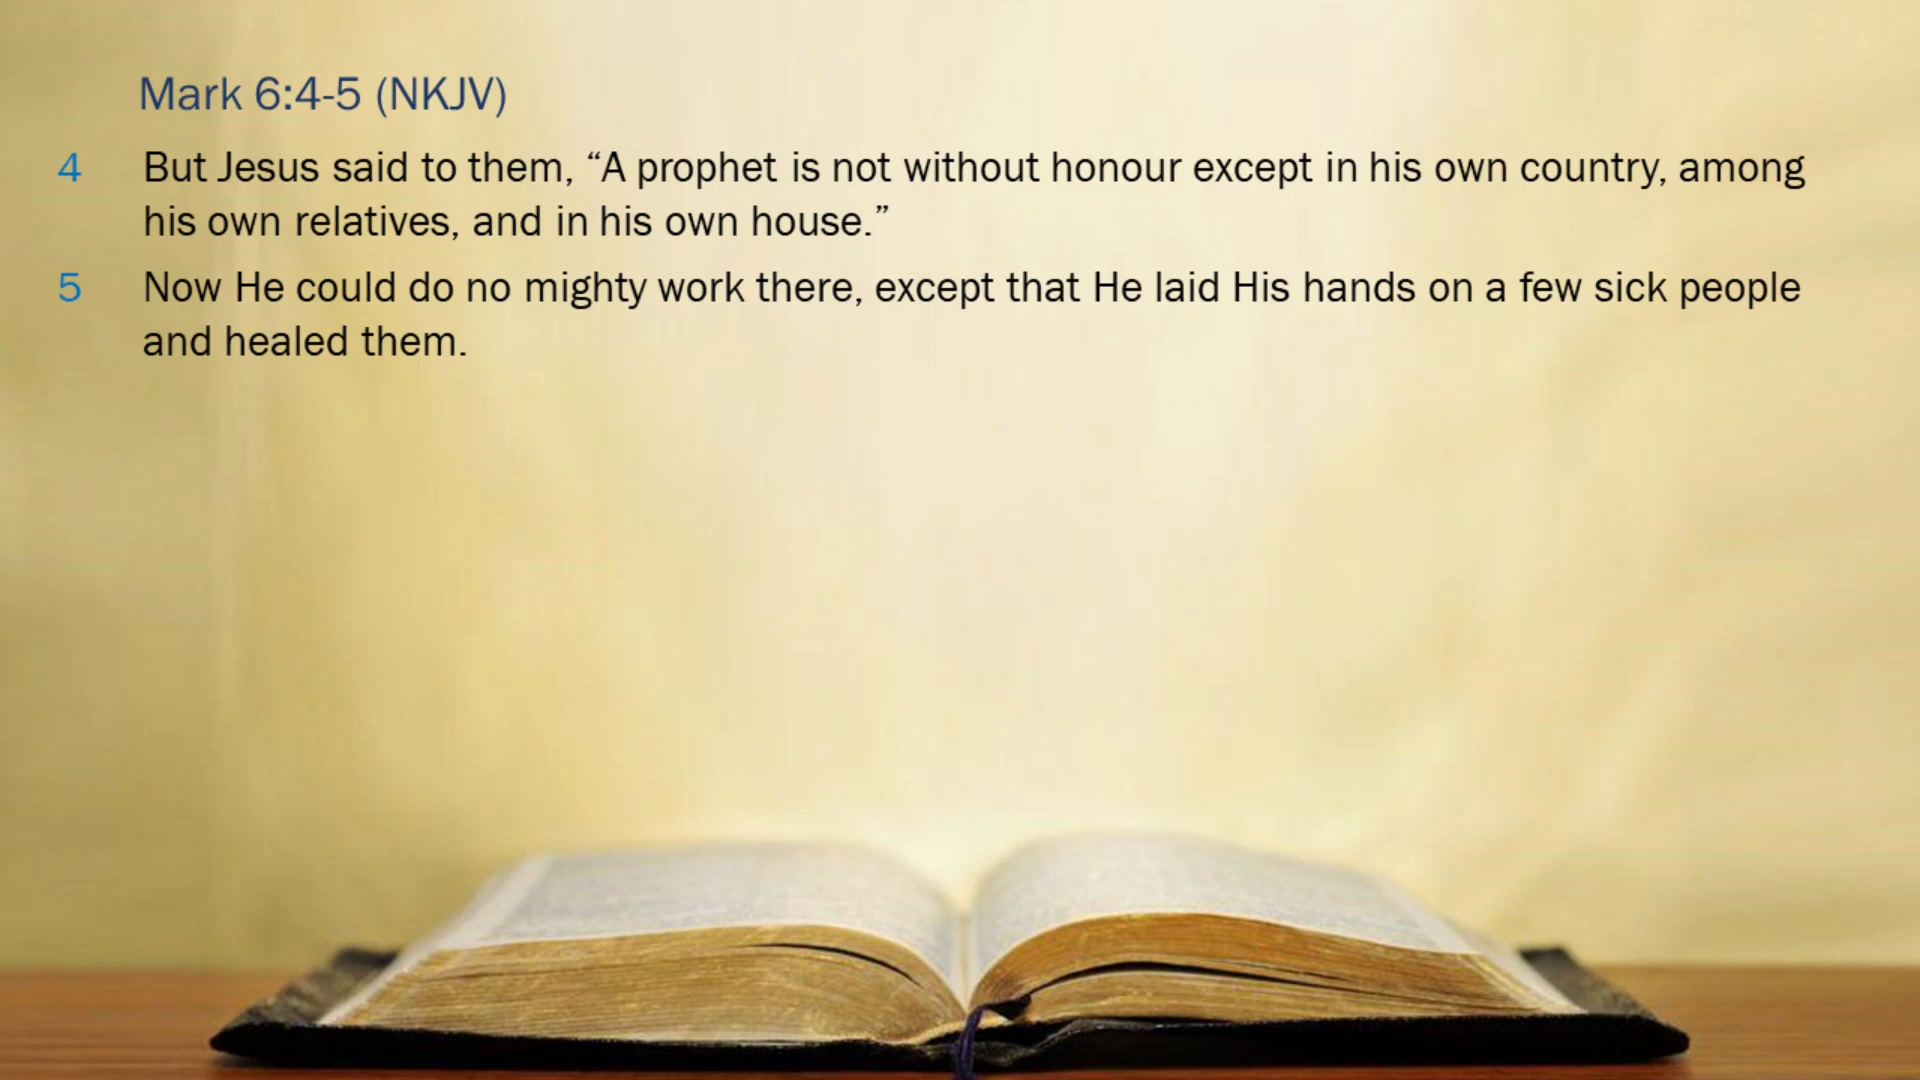 Mark 6:4-5 (NKJV)
4 But Jesus said to them, “A prophet is not without honour except in his own country, among
his own relatives, and in his own house.”
5 Now He could do no mighty work there, except that He laid His hands on a few sick people
and healed them.